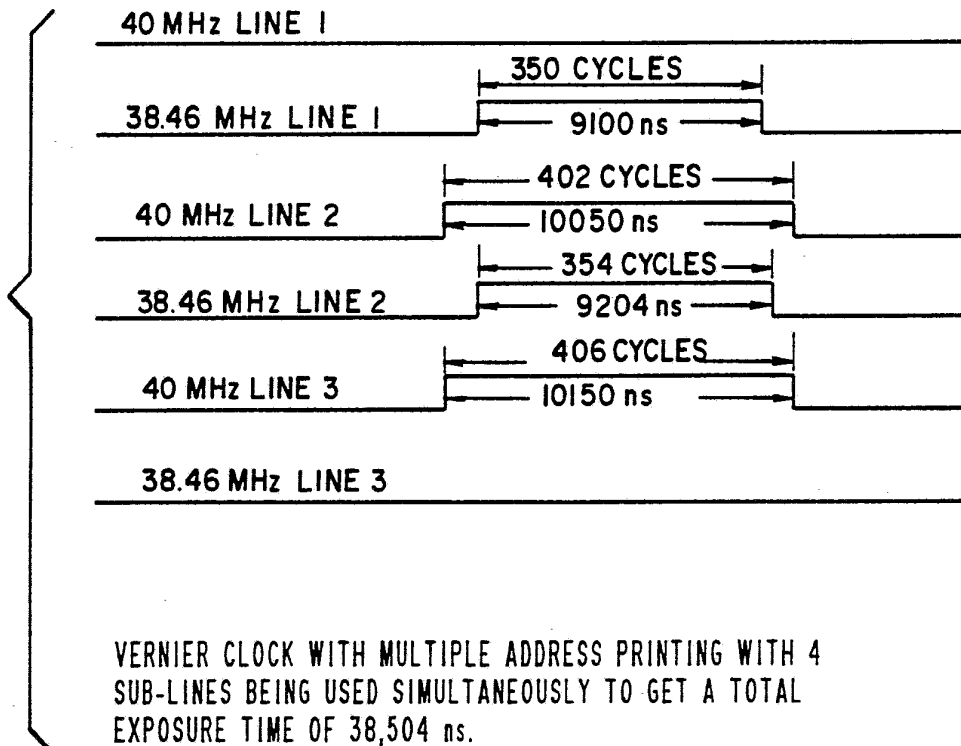 40 MHz LINE 1
350 CYCLES
38.46 MHz LINE 1
9100 ns
402 CYCLES
40 MHz LINE 2
10050 ns
354 CYCLES
38.46 MHz LINE 2
9204 ns
406 CYCLES
40 MHz LINE 3
10150 ns
38.46 MHz LINE 3
VERNIER CLOCK WITH MULTIPLE ADDRESS PRINTING WITH 4
SUB-LINES BEING USED SIMULTANEOUSLY TO GET A TOTAL
EXPOSURE TIME OF 38,504 ns.